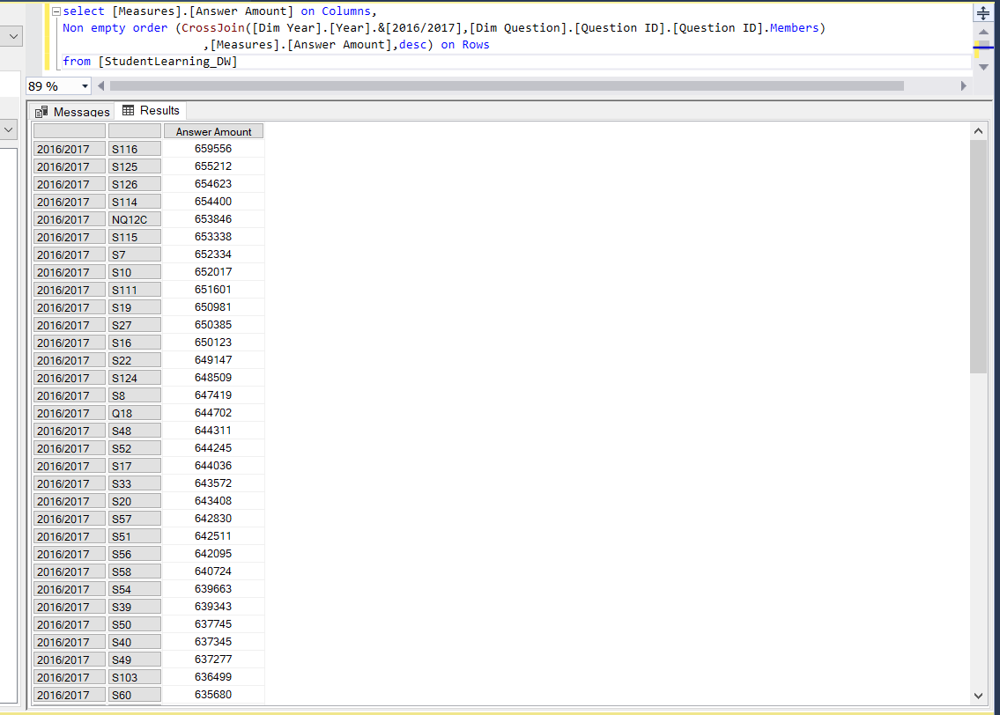 select [Measures].[Answer Amount] on Columns,
Non empty order (CrossJoin([Dim Year].[Year].&[2016/2017],[Dim Question].[Question ID].[Question ID].Members)
,[Measures].[Answer Amount],desc) on Rows
from [StudentLearning_DW]
89 %
Messages Results
Answer Amount
2016/2017 S116 659556
2016/2017 S125 655212
2016/2017 S126 654623
2016/2017 S114 654400
2016/2017 NQ12C 653846
2016/2017 S115 653338
2016/2017 S7 652334
2016/2017 S10 652017
2016/2017 S111 651601
2016/2017 S19 650981
2016/2017 S27 650385
2016/2017 S16 650123
2016/2017 S22 649147
2016/2017 S124 648509
2016/2017 S8 647419
2016/2017 Q18 644702
2016/2017 S48 644311
2016/2017 S52 644245
2016/2017 S17 644036
2016/2017 S33 643572
2016/2017 S20 643408
2016/2017 S57 642830
2016/2017 S51 642511
2016/2017 S56 642095
2016/2017 S58 640724
2016/2017 S54 639663
2016/2017 S39 639343
2016/2017 S50 637745
2016/2017 S40 637345
2016/2017 S49 637277
2016/2017 S103 636499
2016/2017 S60 635680